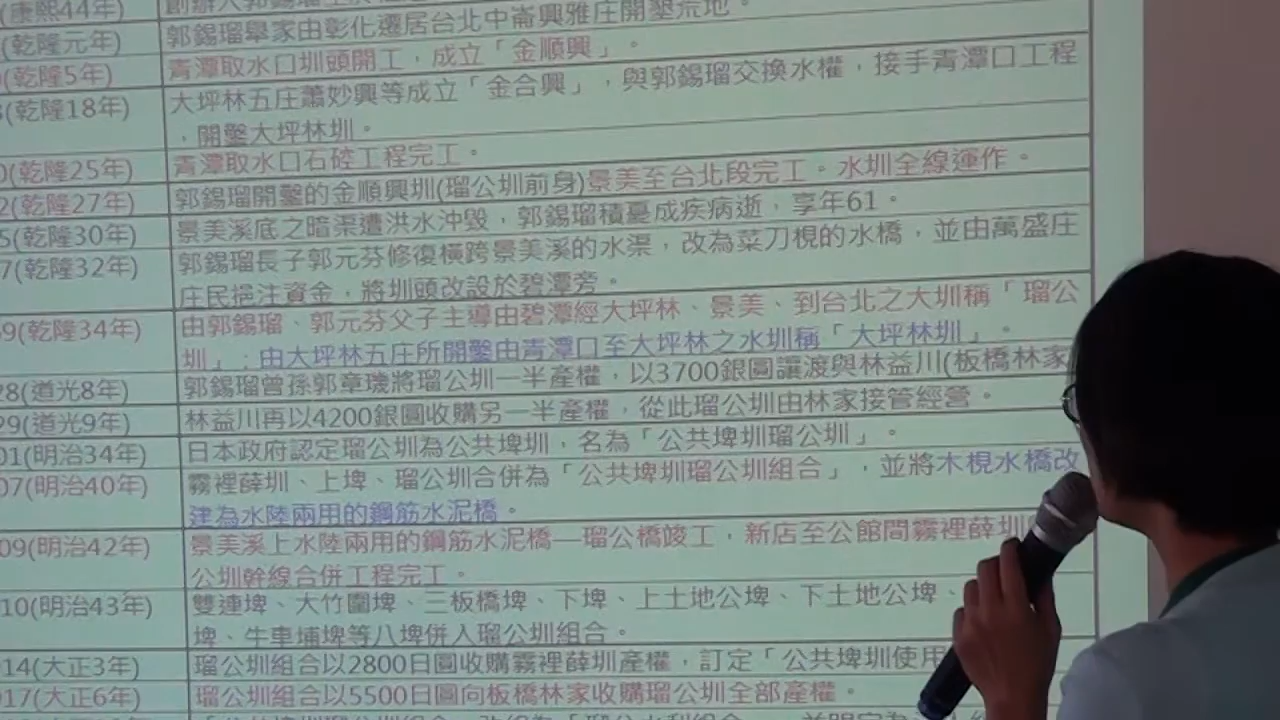 (康熙44年)
(乾隆元年) 郭錫瑠舉家由彰化遷居台北中崙興雅庄開墾荒地。
(乾隆5年) 青潭取水口圳頭開工，成立「金順興」。
(乾隆18年) 大坪林五庄蕭妙興等成立「金合興」，與郭錫瑠交換水權，接手青潭口工程
，開鑿大坪林圳。
0(乾隆25年) 青潭取水口石硿工程完工。
2(乾隆27年) 郭錫瑠開鑿的金順興圳(瑠公圳前身)景美至台北段完工。水圳全線運作。
5(乾隆30年) 景美溪底之暗渠遭洪水沖毀，郭錫瑠積憂成疾病逝，享年61。
7(乾隆32年) 郭錫瑠長子郭元芬修復橫跨景美溪的水渠，改為菜刀梘的水橋，並由萬盛庄
庄民挹注資金，將圳頭改設於碧潭旁。
69(乾隆34年) 由郭錫瑠、郭元芬父子主導由碧潭經大坪林、景美、到台北之大圳稱「瑠公
圳」；由大坪林五庄所開鑿由青潭口至大坪林之水圳稱「大坪林圳」。
28(道光8年) 郭錫瑠曾孫郭章璣將瑠公圳一半產權，以3700銀圓讓渡與林益川(板橋林家
29(道光9年) 林益川再以4200銀圓收購另一半產權，從此瑠公圳由林家接管經營。
01(明治34年) 日本政府認定瑠公圳為公共埤圳，名為「公共埤圳瑠公圳」。
07(明治40年) 霧裡薛圳、上埤、瑠公圳合併為「公共埤圳瑠公圳組合」，並將木梘水橋改
建為水陸兩用的鋼筋水泥橋。
09(明治42年) 景美溪上水陸兩用的鋼筋水泥橋—瑠公橋竣工，新店至公館間霧裡薛圳
公圳幹線合併工程完工。
10(明治43年) 雙連埤、大竹圍埤、三板橋埤、下埤、上土地公埤、下土地公埤、
埤、牛車埔埤等八埤併入瑠公圳組合。
14(大正3年) 瑠公圳組合以2800日圓收購霧裡薛圳產權，訂定「公共埤圳使用
17(大正6年) 瑠公圳組合以5500日圓向板橋林家收購瑠公圳全部產權。